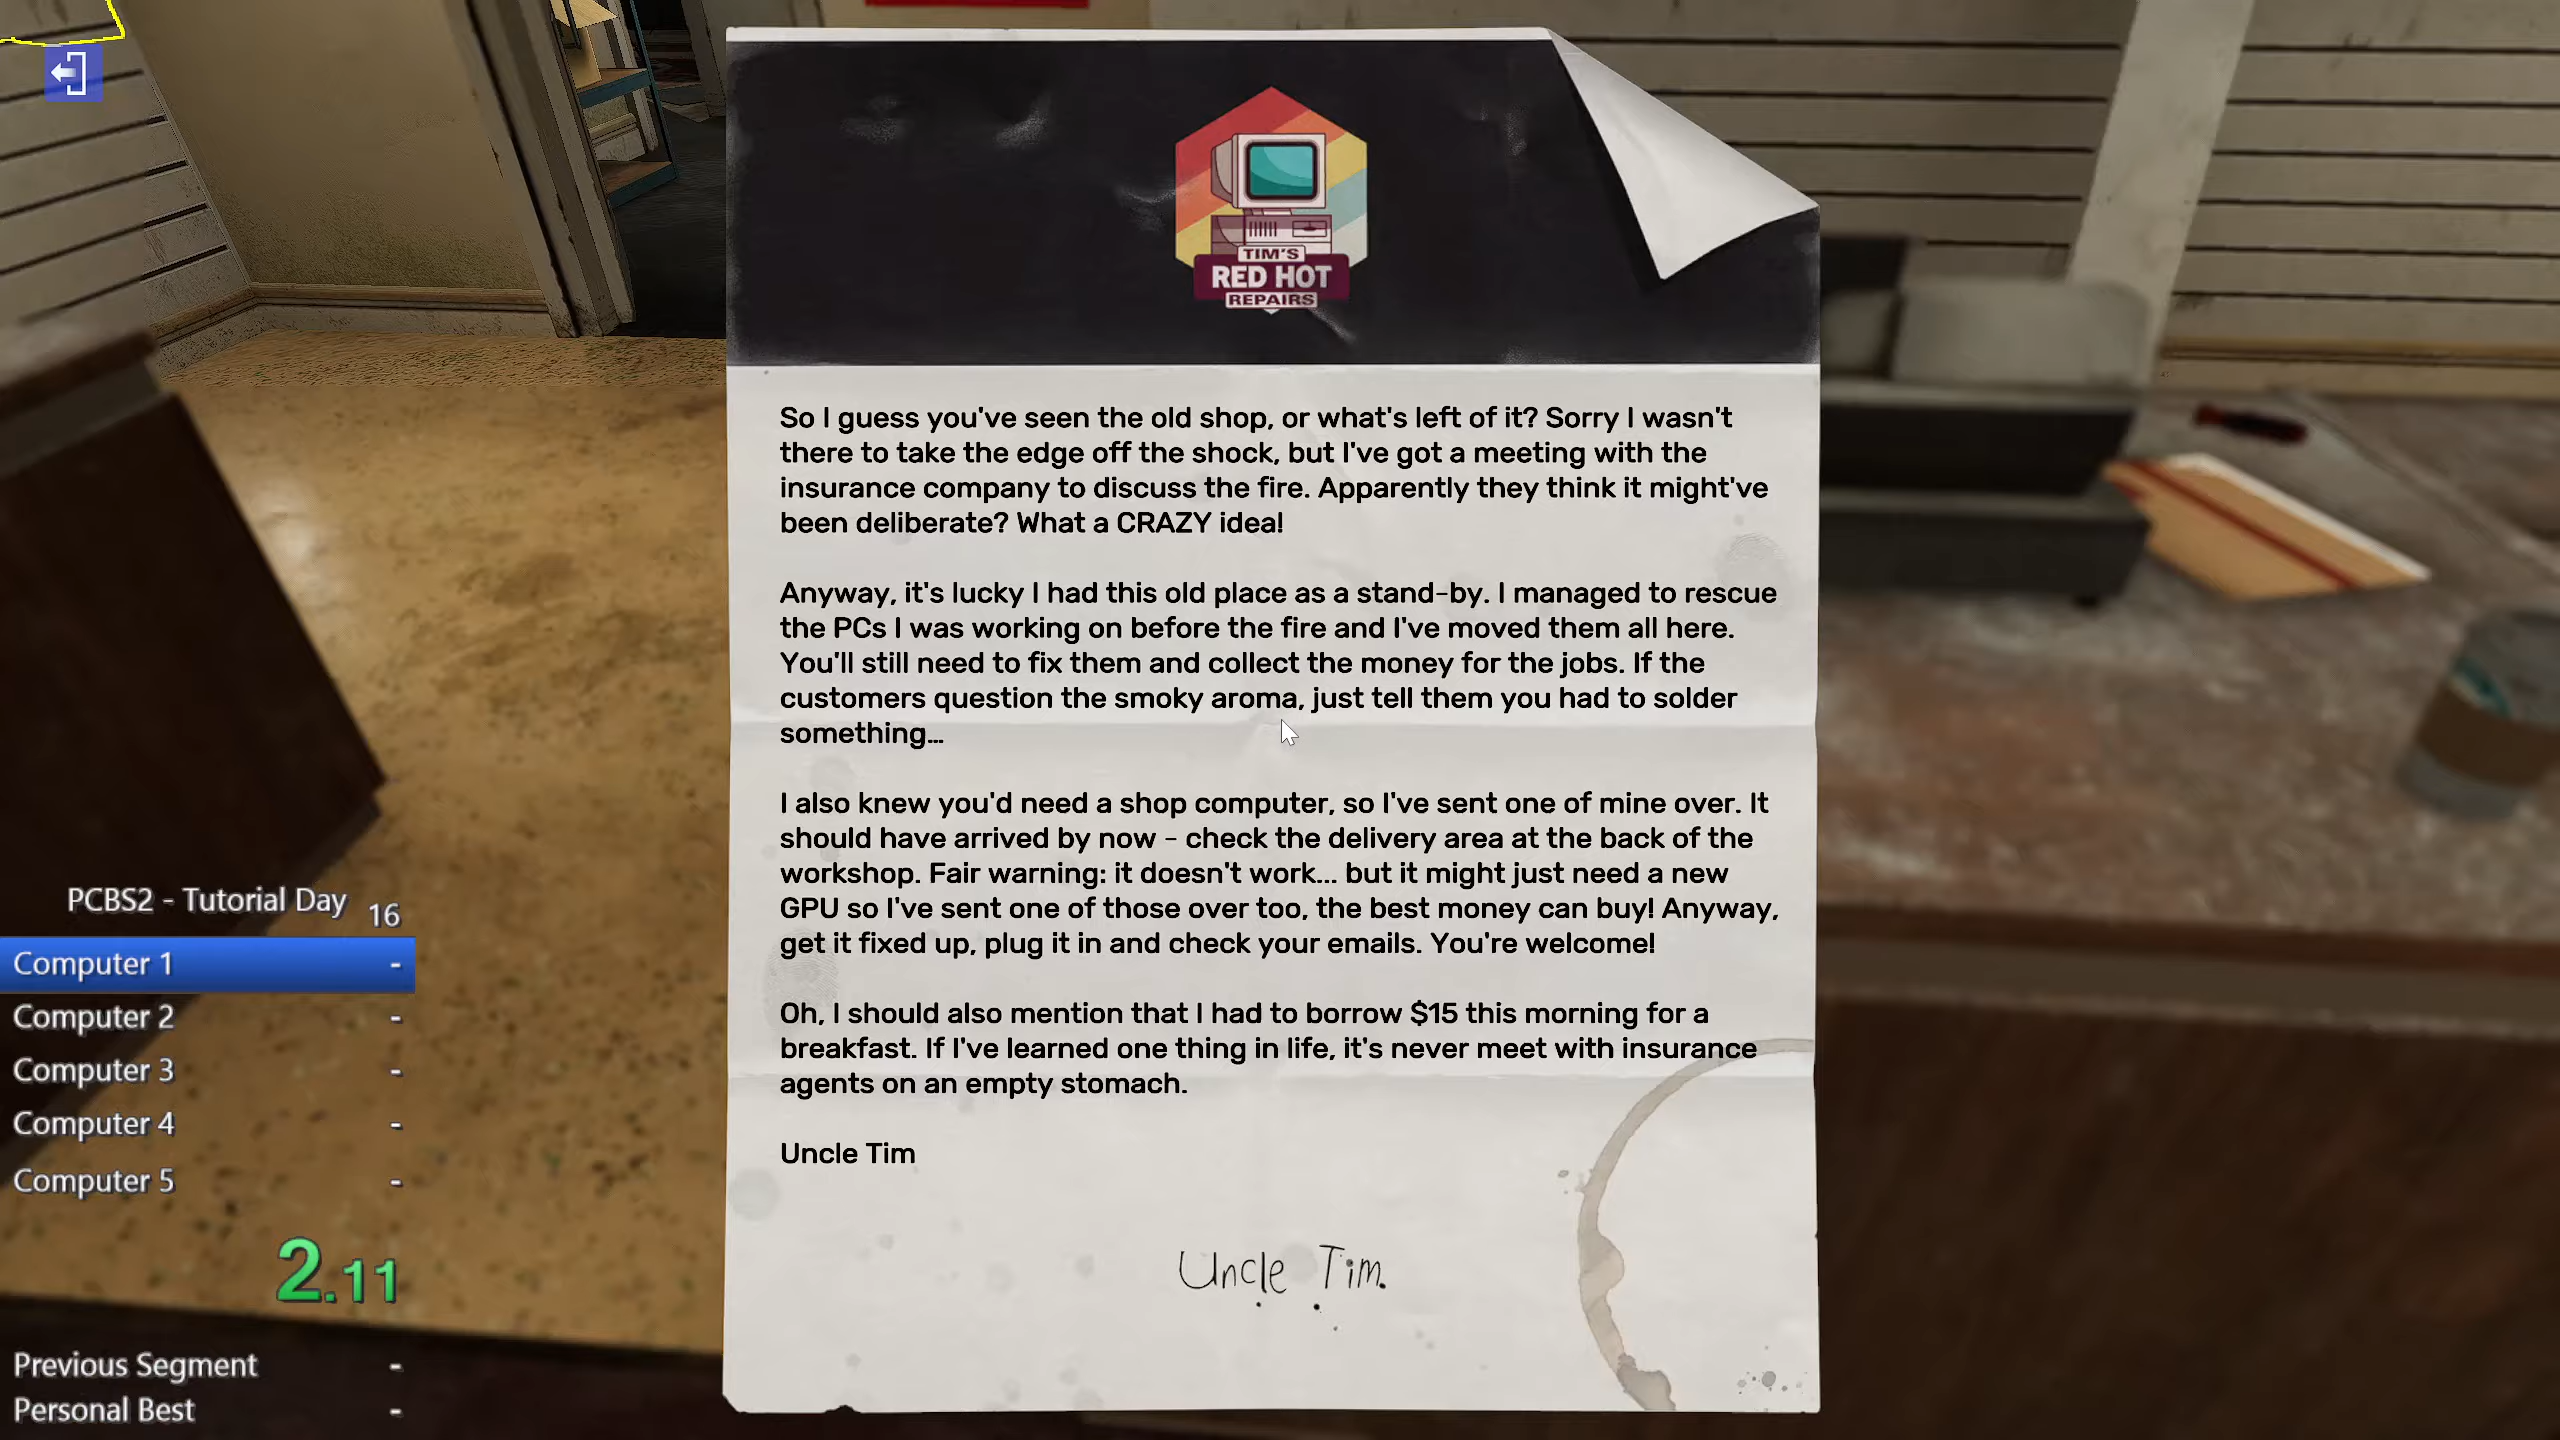 TIM'S
RED HOT
REPAIRS
So I guess you've seen the old shop, or what's left of it? Sorry I wasn't
there to take the edge off the shock, but I've got a meeting with the
insurance company to discuss the fire. Apparently they think it might've
been deliberate? What a CRAZY idea!
Anyway, it's lucky I had this old place as a stand-by. I managed to rescue
the PCs I was working on before the fire and I've moved them all here.
You'll still need to fix them and collect the money for the jobs. If the
customers question the smoky aroma, just tell them you had to solder
something...
I also knew you'd need a shop computer, so I've sent one of mine over. It
should have arrived by now - check the delivery area at the back of the
workshop. Fair warning: it doesn't work... but it might just need a new
GPU so I've sent one of those over too, the best money can buy! Anyway,
get it fixed up, plug it in and check your emails. You're welcome!
Oh, I should also mention that I had to borrow $15 this morning for a
breakfast. If I've learned one thing in life, it's never meet with insurance
agents on an empty stomach.
Uncle Tim
Uncle Tim.
PCBS2 - Tutorial Day 16
Computer 1 -
Computer 2 -
Computer 3 -
Computer 4 -
Computer 5 -
2.11
Previous Segment -
Personal Best -